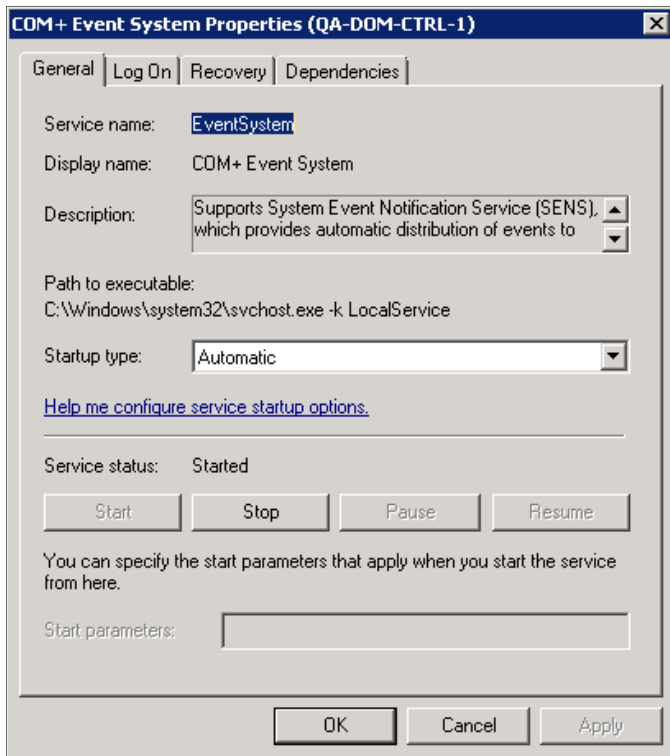 COM+ Event System Properties (QA-DOM-CTRL-1)
General Log On Recovery Dependencies
Service name: EventSystem
Display name: COM+ Event System
Description: Supports System Event Notification Service (SENS),
which provides automatic distribution of events to
Path to executable:
C:\Windows\system32\svchost.exe -k LocalService
Startup type: Automatic
Help me configure service startup options.
Service status: Started
Start Stop Pause Resume
You can specify the start parameters that apply when you start the service
from here.
Start parameters:
OK Cancel Apply